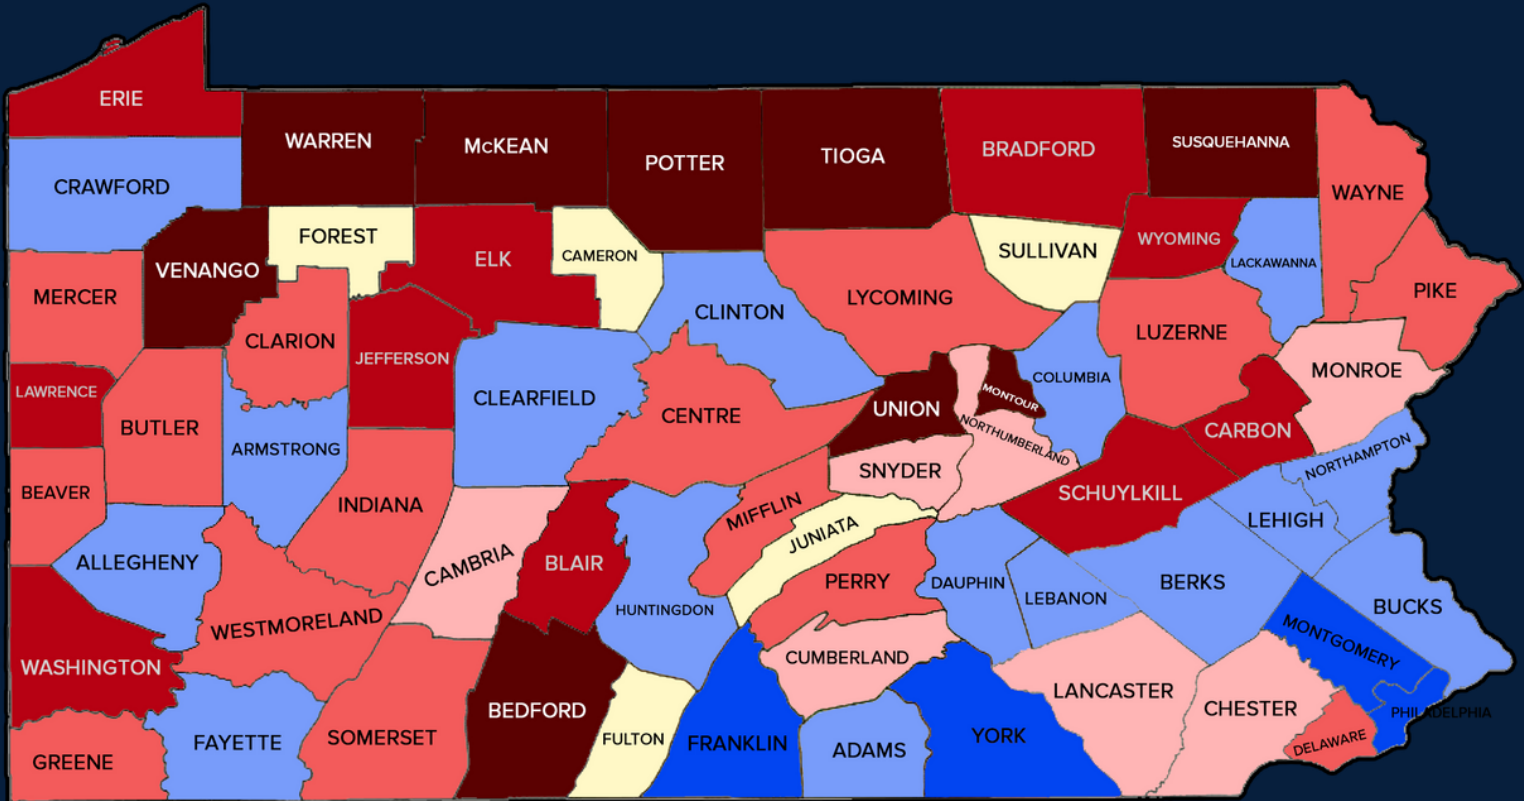 ERIE
WARREN
McKEAN
POTTER
TIOGA
BRADFORD
SUSQUEHANNA
WAYNE
CRAWFORD
VENANGO
FOREST
ELK
CAMERON
SULLIVAN
WYOMING
LACKAWANNA
PIKE
MERCER
CLARION
JEFFERSON
CLINTON
LYCOMING
LUZERNE
MONROE
LAWRENCE
BUTLER
ARMSTRONG
CLEARFIELD
CENTRE
UNION
MONTOUR
COLUMBIA
NORTHUMBERLAND
CARBON
NORTHAMPTON
BEAVER
INDIANA
SNYDER
SCHUYLKILL
LEHIGH
ALLEGHENY
CAMBRIA
BLAIR
MIFFLIN
JUNIATA
HUNTINGDON
PERRY
DAUPHIN
LEBANON
BERKS
BUCKS
WASHINGTON
WESTMORELAND
CUMBERLAND
MONTGOMERY
GREENE
FAYETTE
SOMERSET
BEDFORD
FULTON
FRANKLIN
ADAMS
YORK
LANCASTER
CHESTER
DELAWARE
PHILADELPHIA